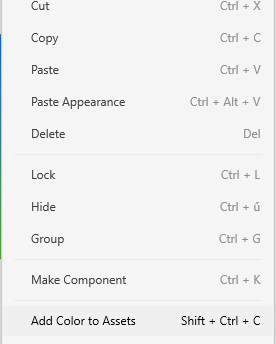 Cut Ctrl + X
Copy Ctrl + C
Paste Ctrl + V
Paste Appearance Ctrl + Alt + V
Delete Del
Lock Ctrl + L
Hide Ctrl + ú
Group Ctrl + G
Make Component Ctrl + K
Add Color to Assets Shift + Ctrl + C